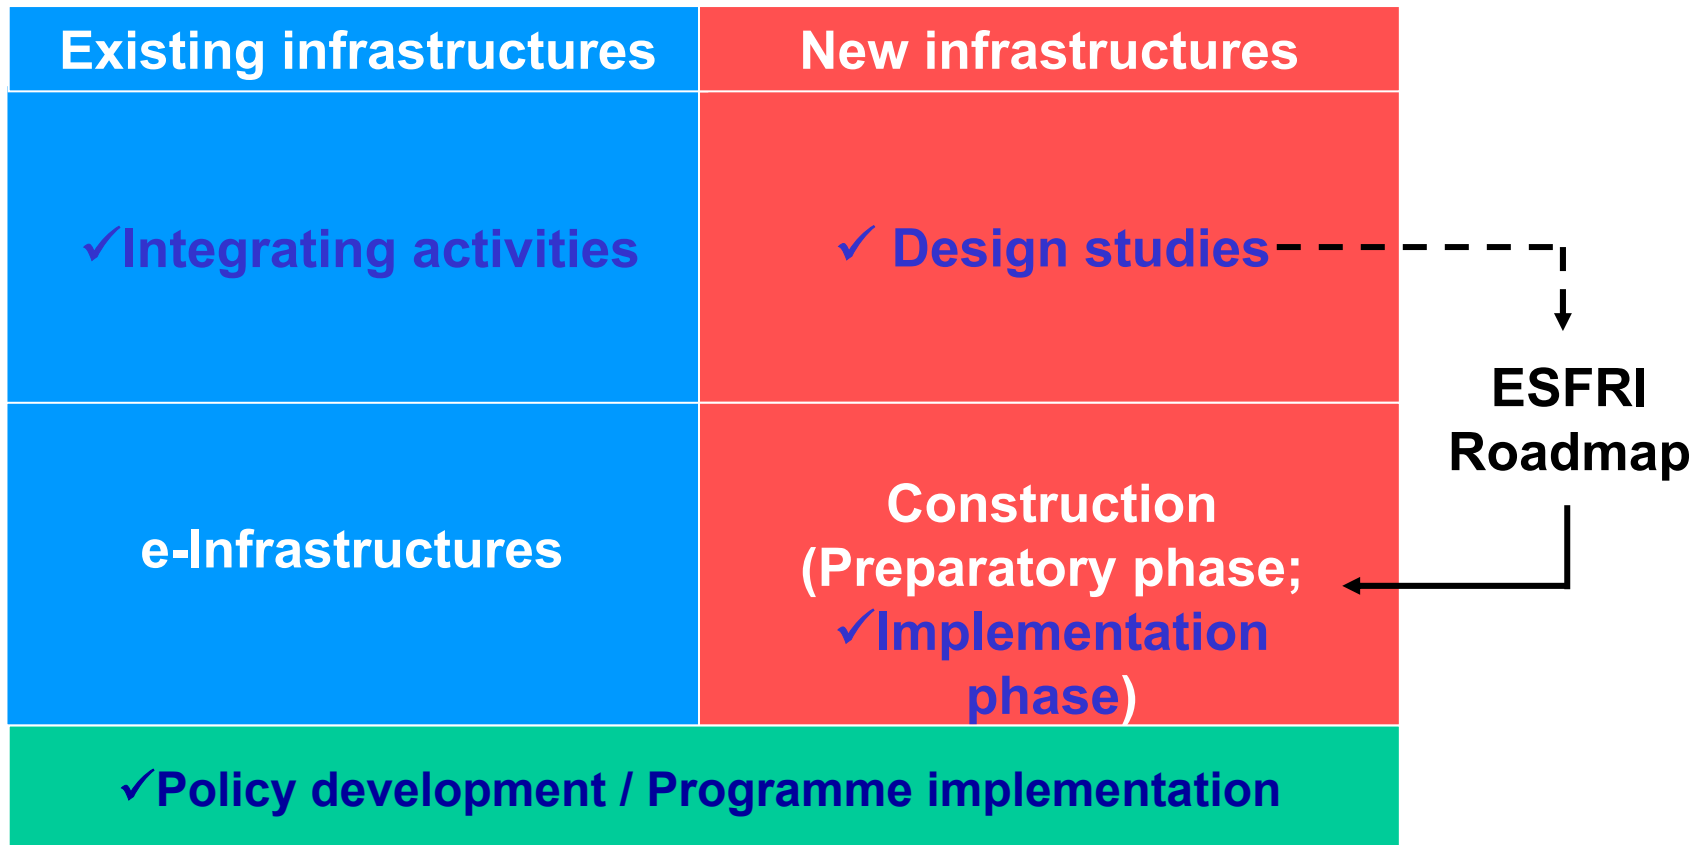 Existing infrastructures
New infrastructures
✓Integrating activities
✓ Design studies
ESFRI
Roadmap
e-Infrastructures
Construction
(Preparatory phase;
✓Implementation
phase)
✓Policy development / Programme implementation